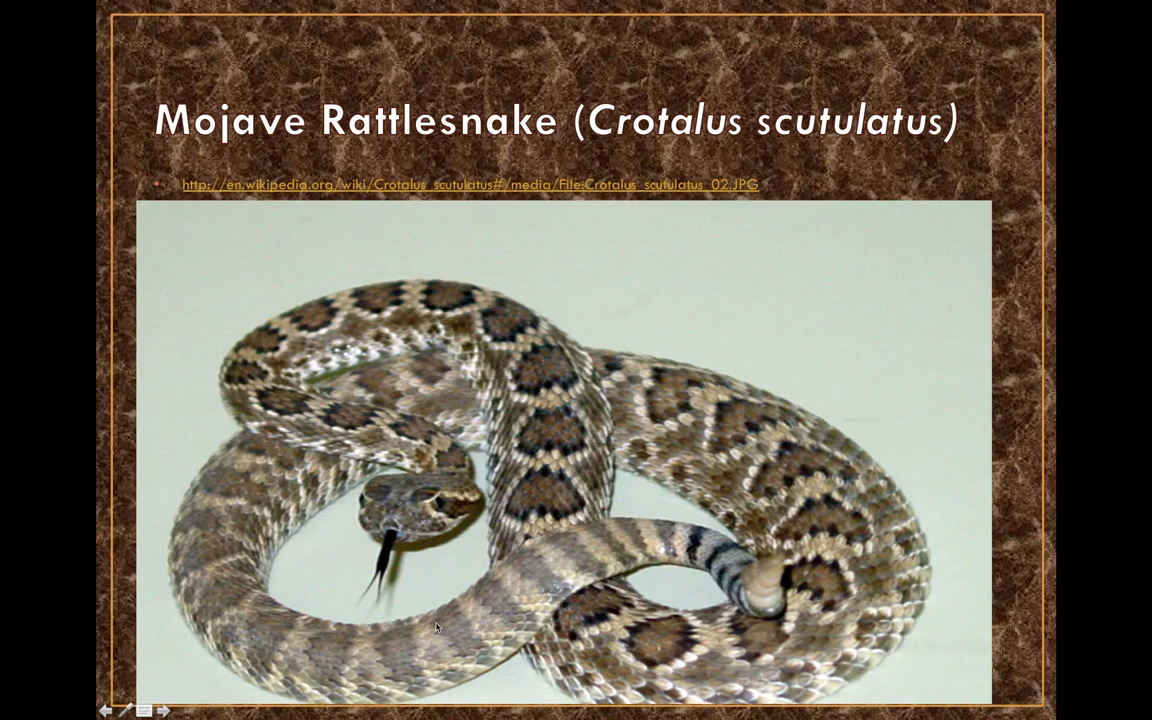 Mojave Rattlesnake (Crotalus scutulatus)
http://en.wikipedia.org/wiki/Crotalus_scutulatus#/media/File:Crotalus_scutulatus_02.JPG